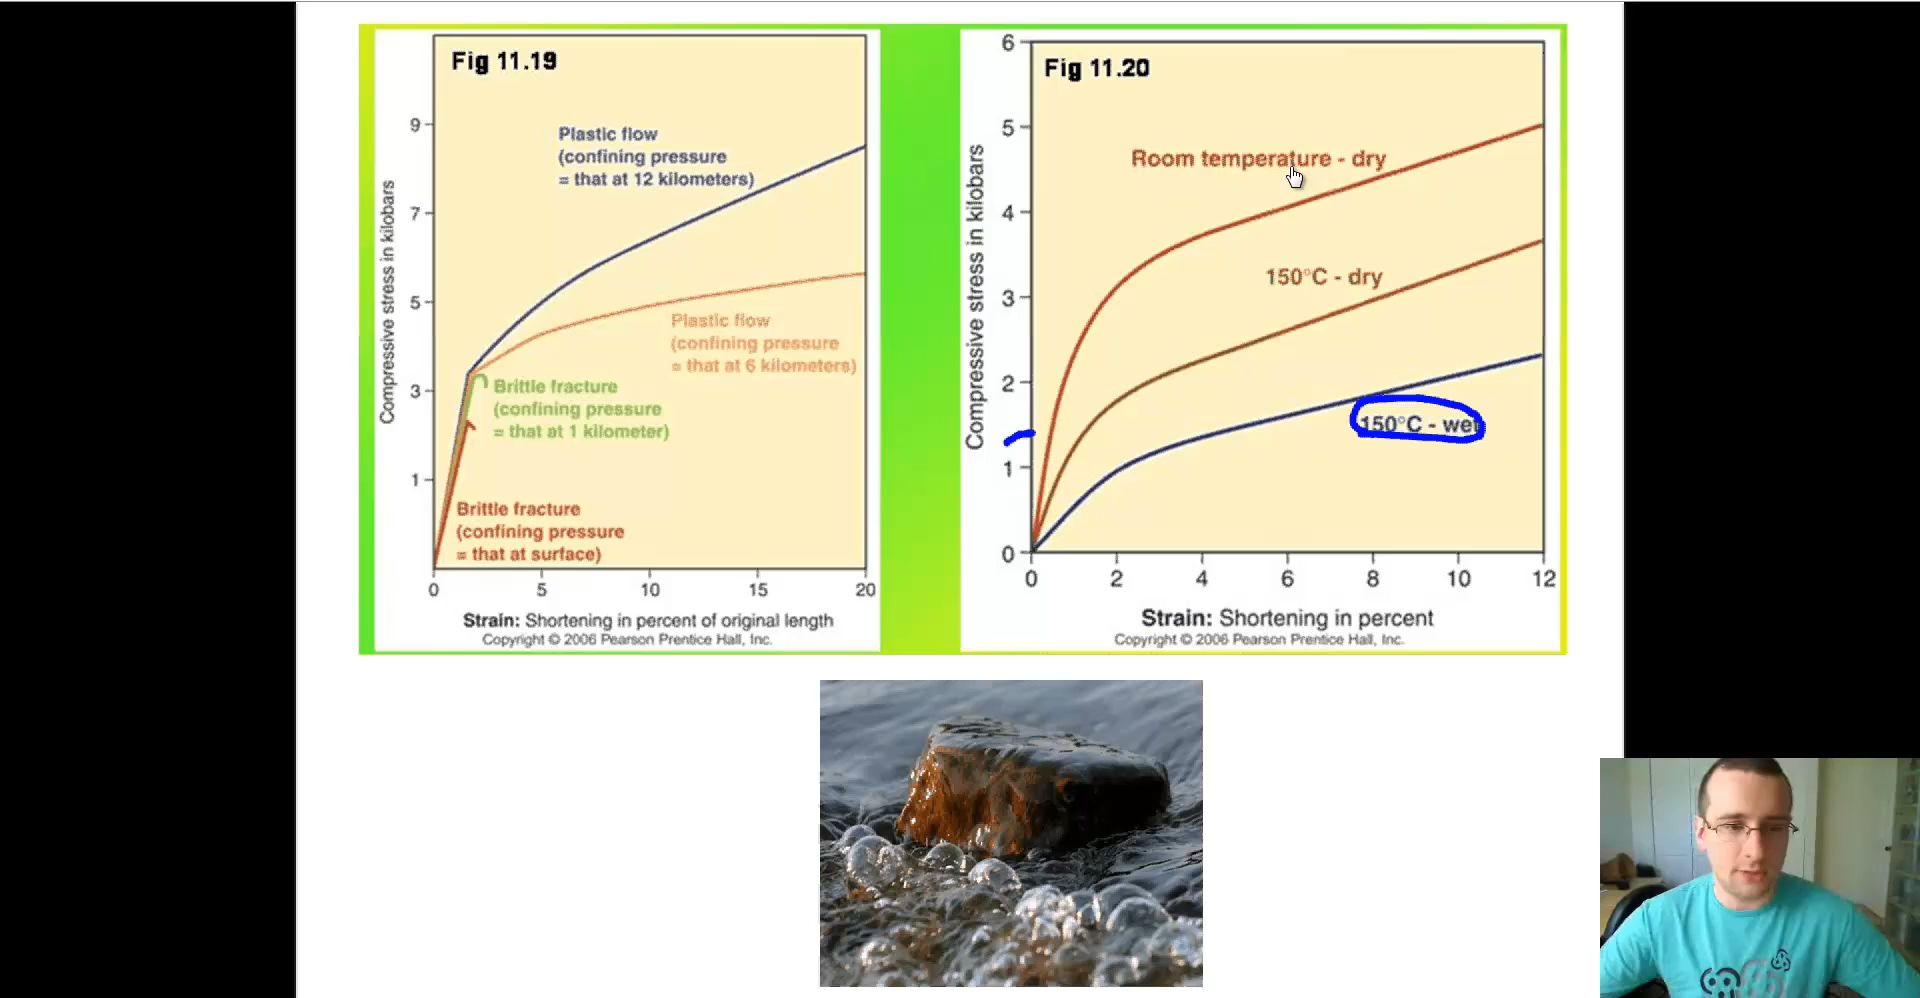 Fig 11.19
9
7
5
3
1
Compressive stress in kilobars
Plastic flow
(confining pressure
= that at 12 kilometers)
Plastic flow
(confining pressure
= that at 6 kilometers)
Brittle fracture
(confining pressure
= that at 1 kilometer)
Brittle fracture
(confining pressure
= that at surface)
0 5 10 15 20
Strain: Shortening in percent of original length
Copyright © 2006 Pearson Prentice Hall, Inc.
Fig 11.20
6
5
4
3
2
1
0
Compressive stress in kilobars
Room temperature - dry
150°C - dry
150°C - wet
0 2 4 6 8 10 12
Strain: Shortening in percent
Copyright © 2006 Pearson Prentice Hall, Inc.